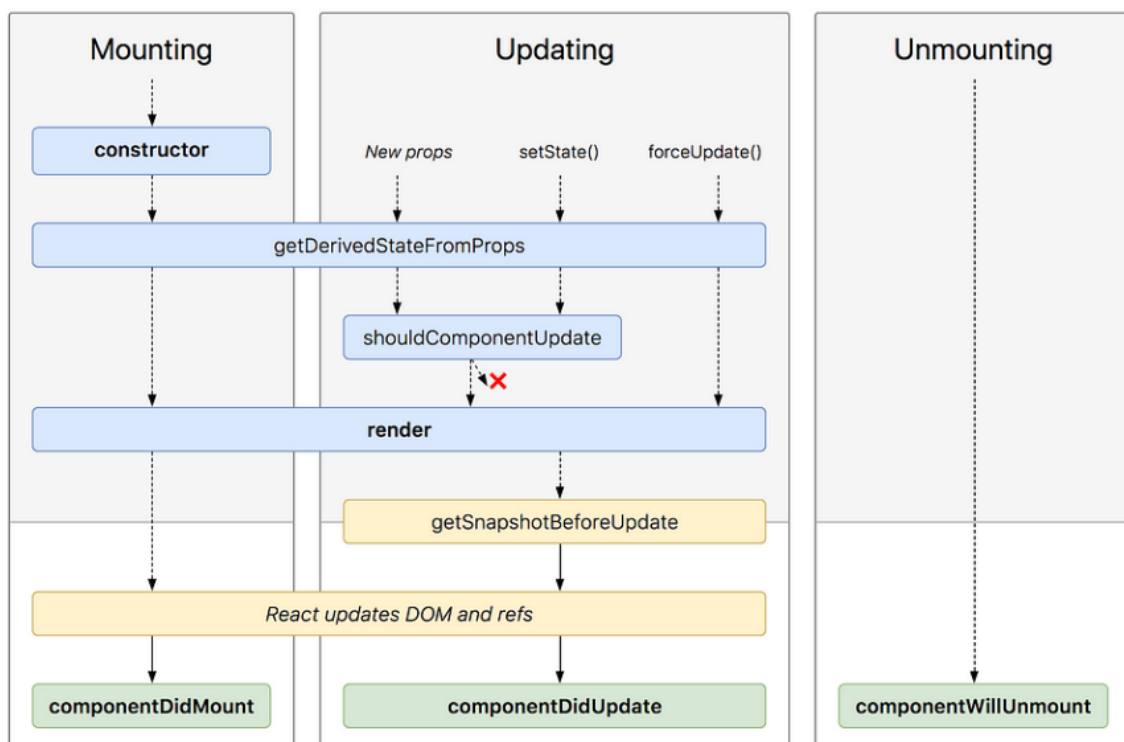 Mounting
Updating
Unmounting
constructor
New props
setState()
forceUpdate()
getDerivedStateFromProps
shouldComponentUpdate
render
getSnapshotBeforeUpdate
React updates DOM and refs
componentDidMount
componentDidUpdate
componentWillUnmount